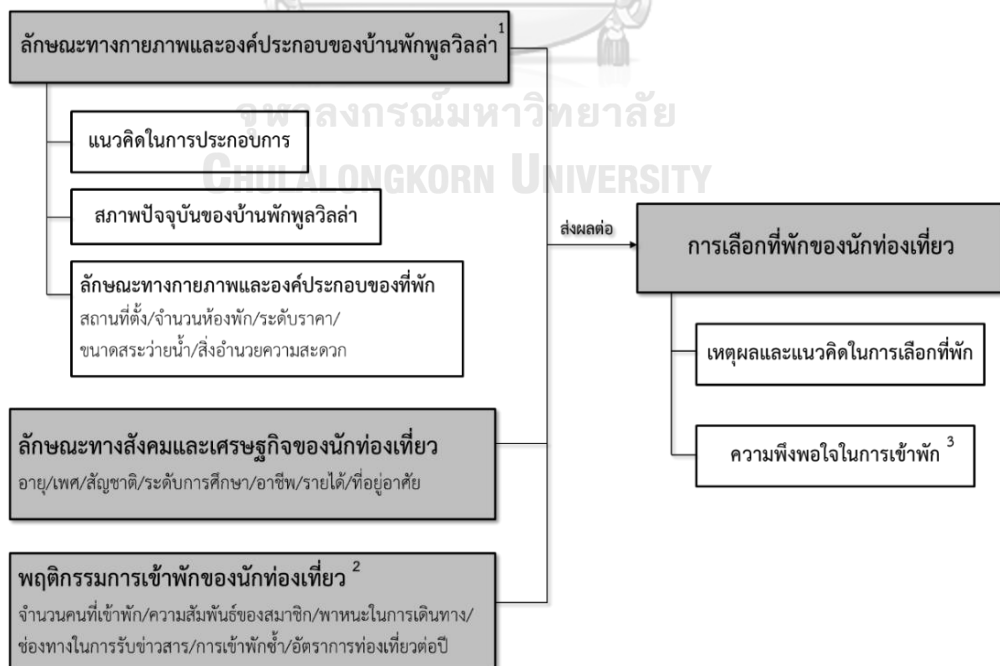 ลักษณะทางกายภาพและองค์ประกอบของบ้านพักพูลวิลล่า 1
จุฬาลงกรณ์มหาวิทยาลัย
CHULALONGKORN UNIVERSITY
แนวคิดในการประกอบการ
สภาพปัจจุบันของบ้านพักพูลวิลล่า
ลักษณะทางกายภาพและองค์ประกอบของที่พัก
สถานที่ตั้ง/จำนวนห้องพัก/ระดับราคา/
ขนาดสระว่ายน้ำ/สิ่งอำนวยความสะดวก
ลักษณะทางสังคมและเศรษฐกิจของนักท่องเที่ยว
อายุ/เพศ/สัญชาติ/ระดับการศึกษา/อาชีพ/รายได้/ที่อยู่อาศัย
พฤติกรรมการเข้าพักของนักท่องเที่ยว 2
จำนวนคนที่เข้าพัก/ความสัมพันธ์ของสมาชิก/พาหนะในการเดินทาง/
ช่องทางในการรับข่าวสาร/การเข้าพักซ้ำ/อัตราการท่องเที่ยวต่อปี
ส่งผลต่อ
การเลือกที่พักของนักท่องเที่ยว
เหตุผลและแนวคิดในการเลือกที่พัก
ความพึงพอใจในการเข้าพัก 3